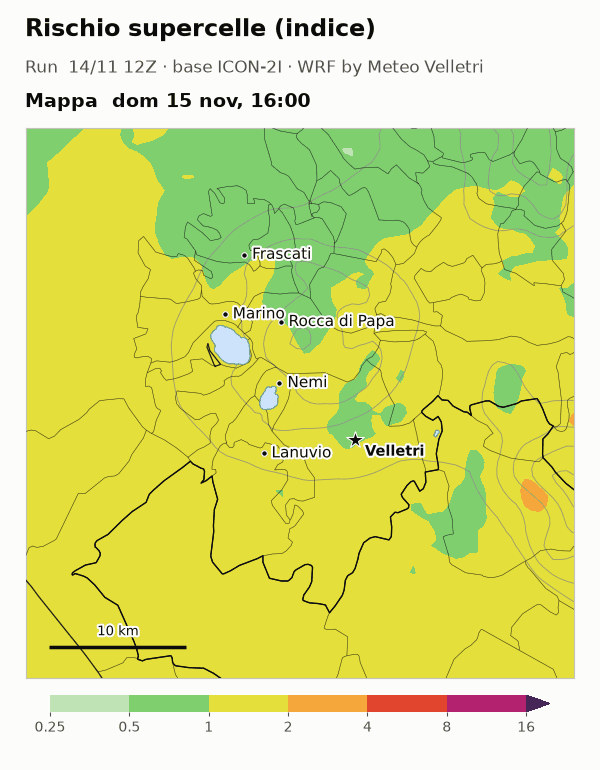 Rischio supercelle (indice)
Run  14/11 12Z · base ICON-2I · WRF by Meteo Velletri
Mappa  dom 15 nov, 16:00
Frascati
Marino
Rocca di Papa
Nemi
Velletri
Lanuvio
10 km
0.25 0.5 1 2 4 8 16